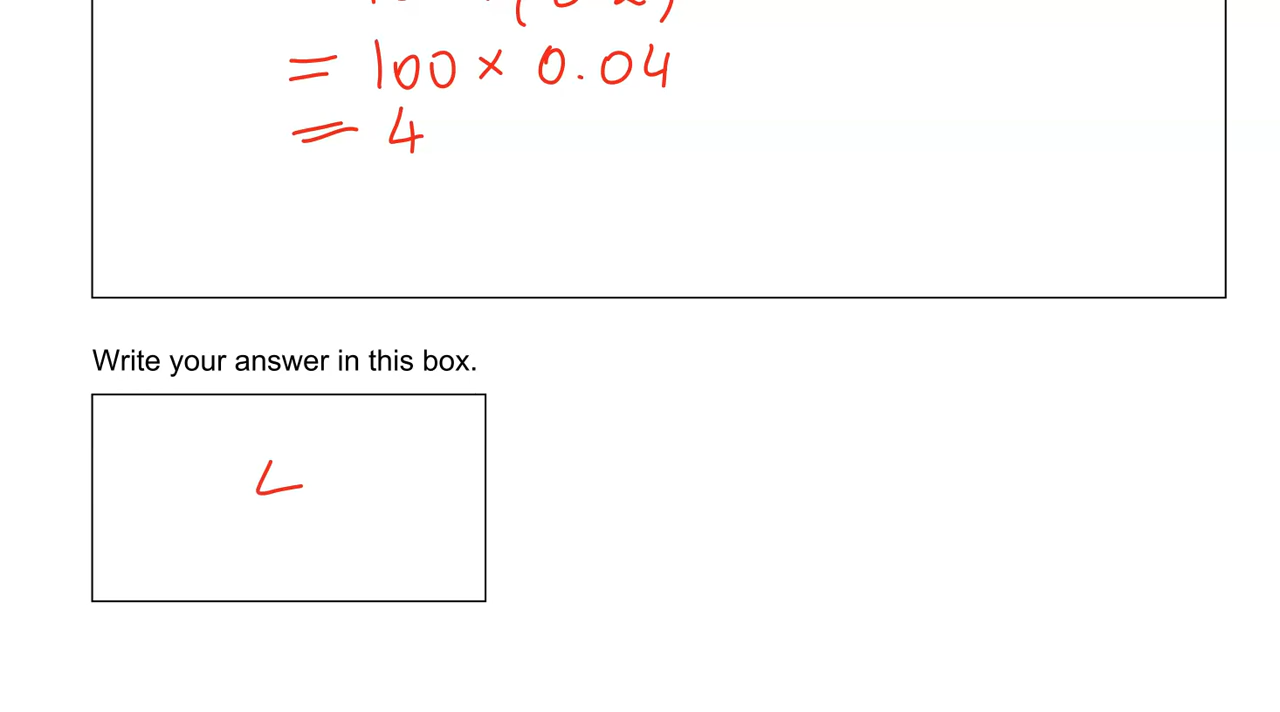 = 100 × 0.04
= 4
Write your answer in this box.